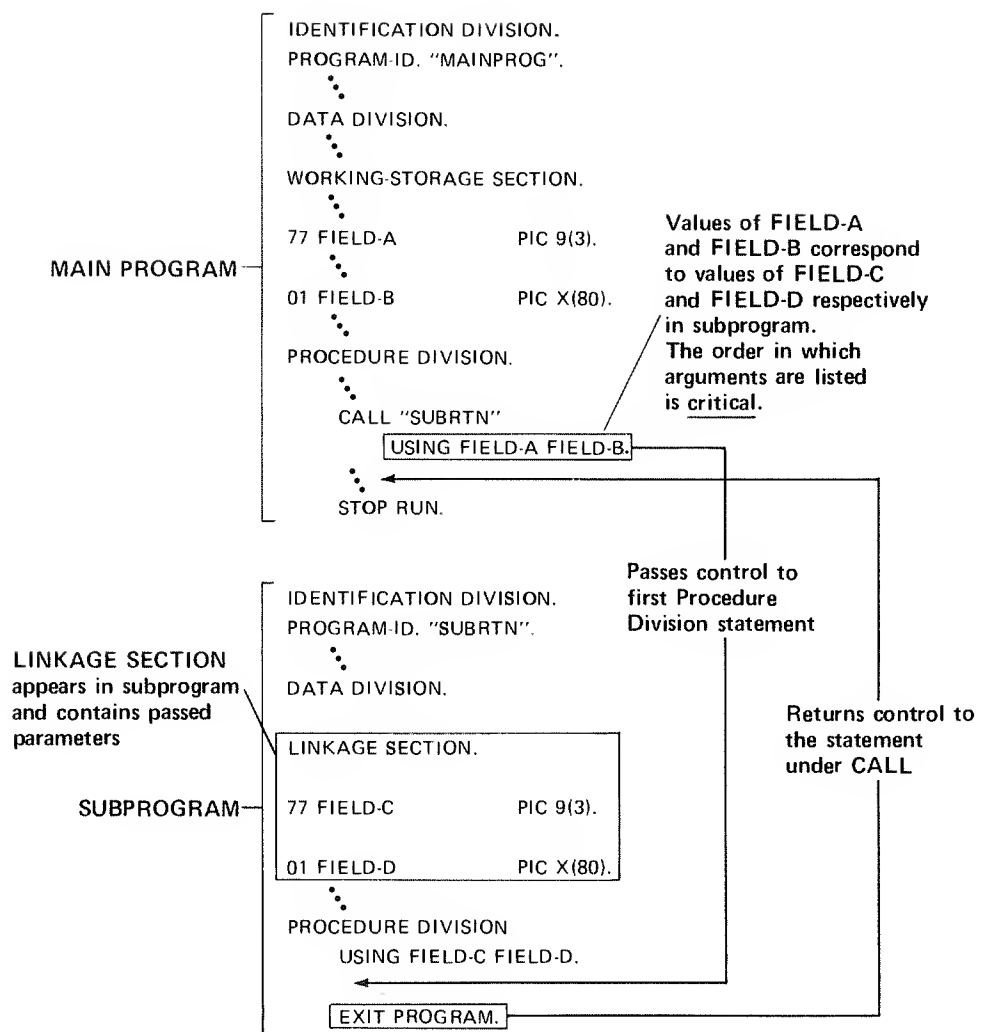 IDENTIFICATION DIVISION.
PROGRAM-ID. "MAINPROG".
DATA DIVISION.
WORKING-STORAGE SECTION.
77 FIELD-A PIC 9(3).
MAIN PROGRAM
01 FIELD-B PIC X(80).
PROCEDURE DIVISION.
CALL "SUBRTN"
USING FIELD-A FIELD-B.
STOP RUN.
Values of FIELD-A
and FIELD-B correspond
to values of FIELD-C
and FIELD-D respectively
in subprogram.
The order in which
arguments are listed
is critical.
Passes control to
first Procedure
Division statement
Returns control to
the statement
under CALL
IDENTIFICATION DIVISION.
PROGRAM-ID. "SUBRTN".
DATA DIVISION.
LINKAGE SECTION
appears in subprogram
and contains passed
parameters
LINKAGE SECTION.
SUBPROGRAM
77 FIELD-C PIC 9(3).
01 FIELD-D PIC X(80).
PROCEDURE DIVISION
USING FIELD-C FIELD-D.
EXIT PROGRAM.